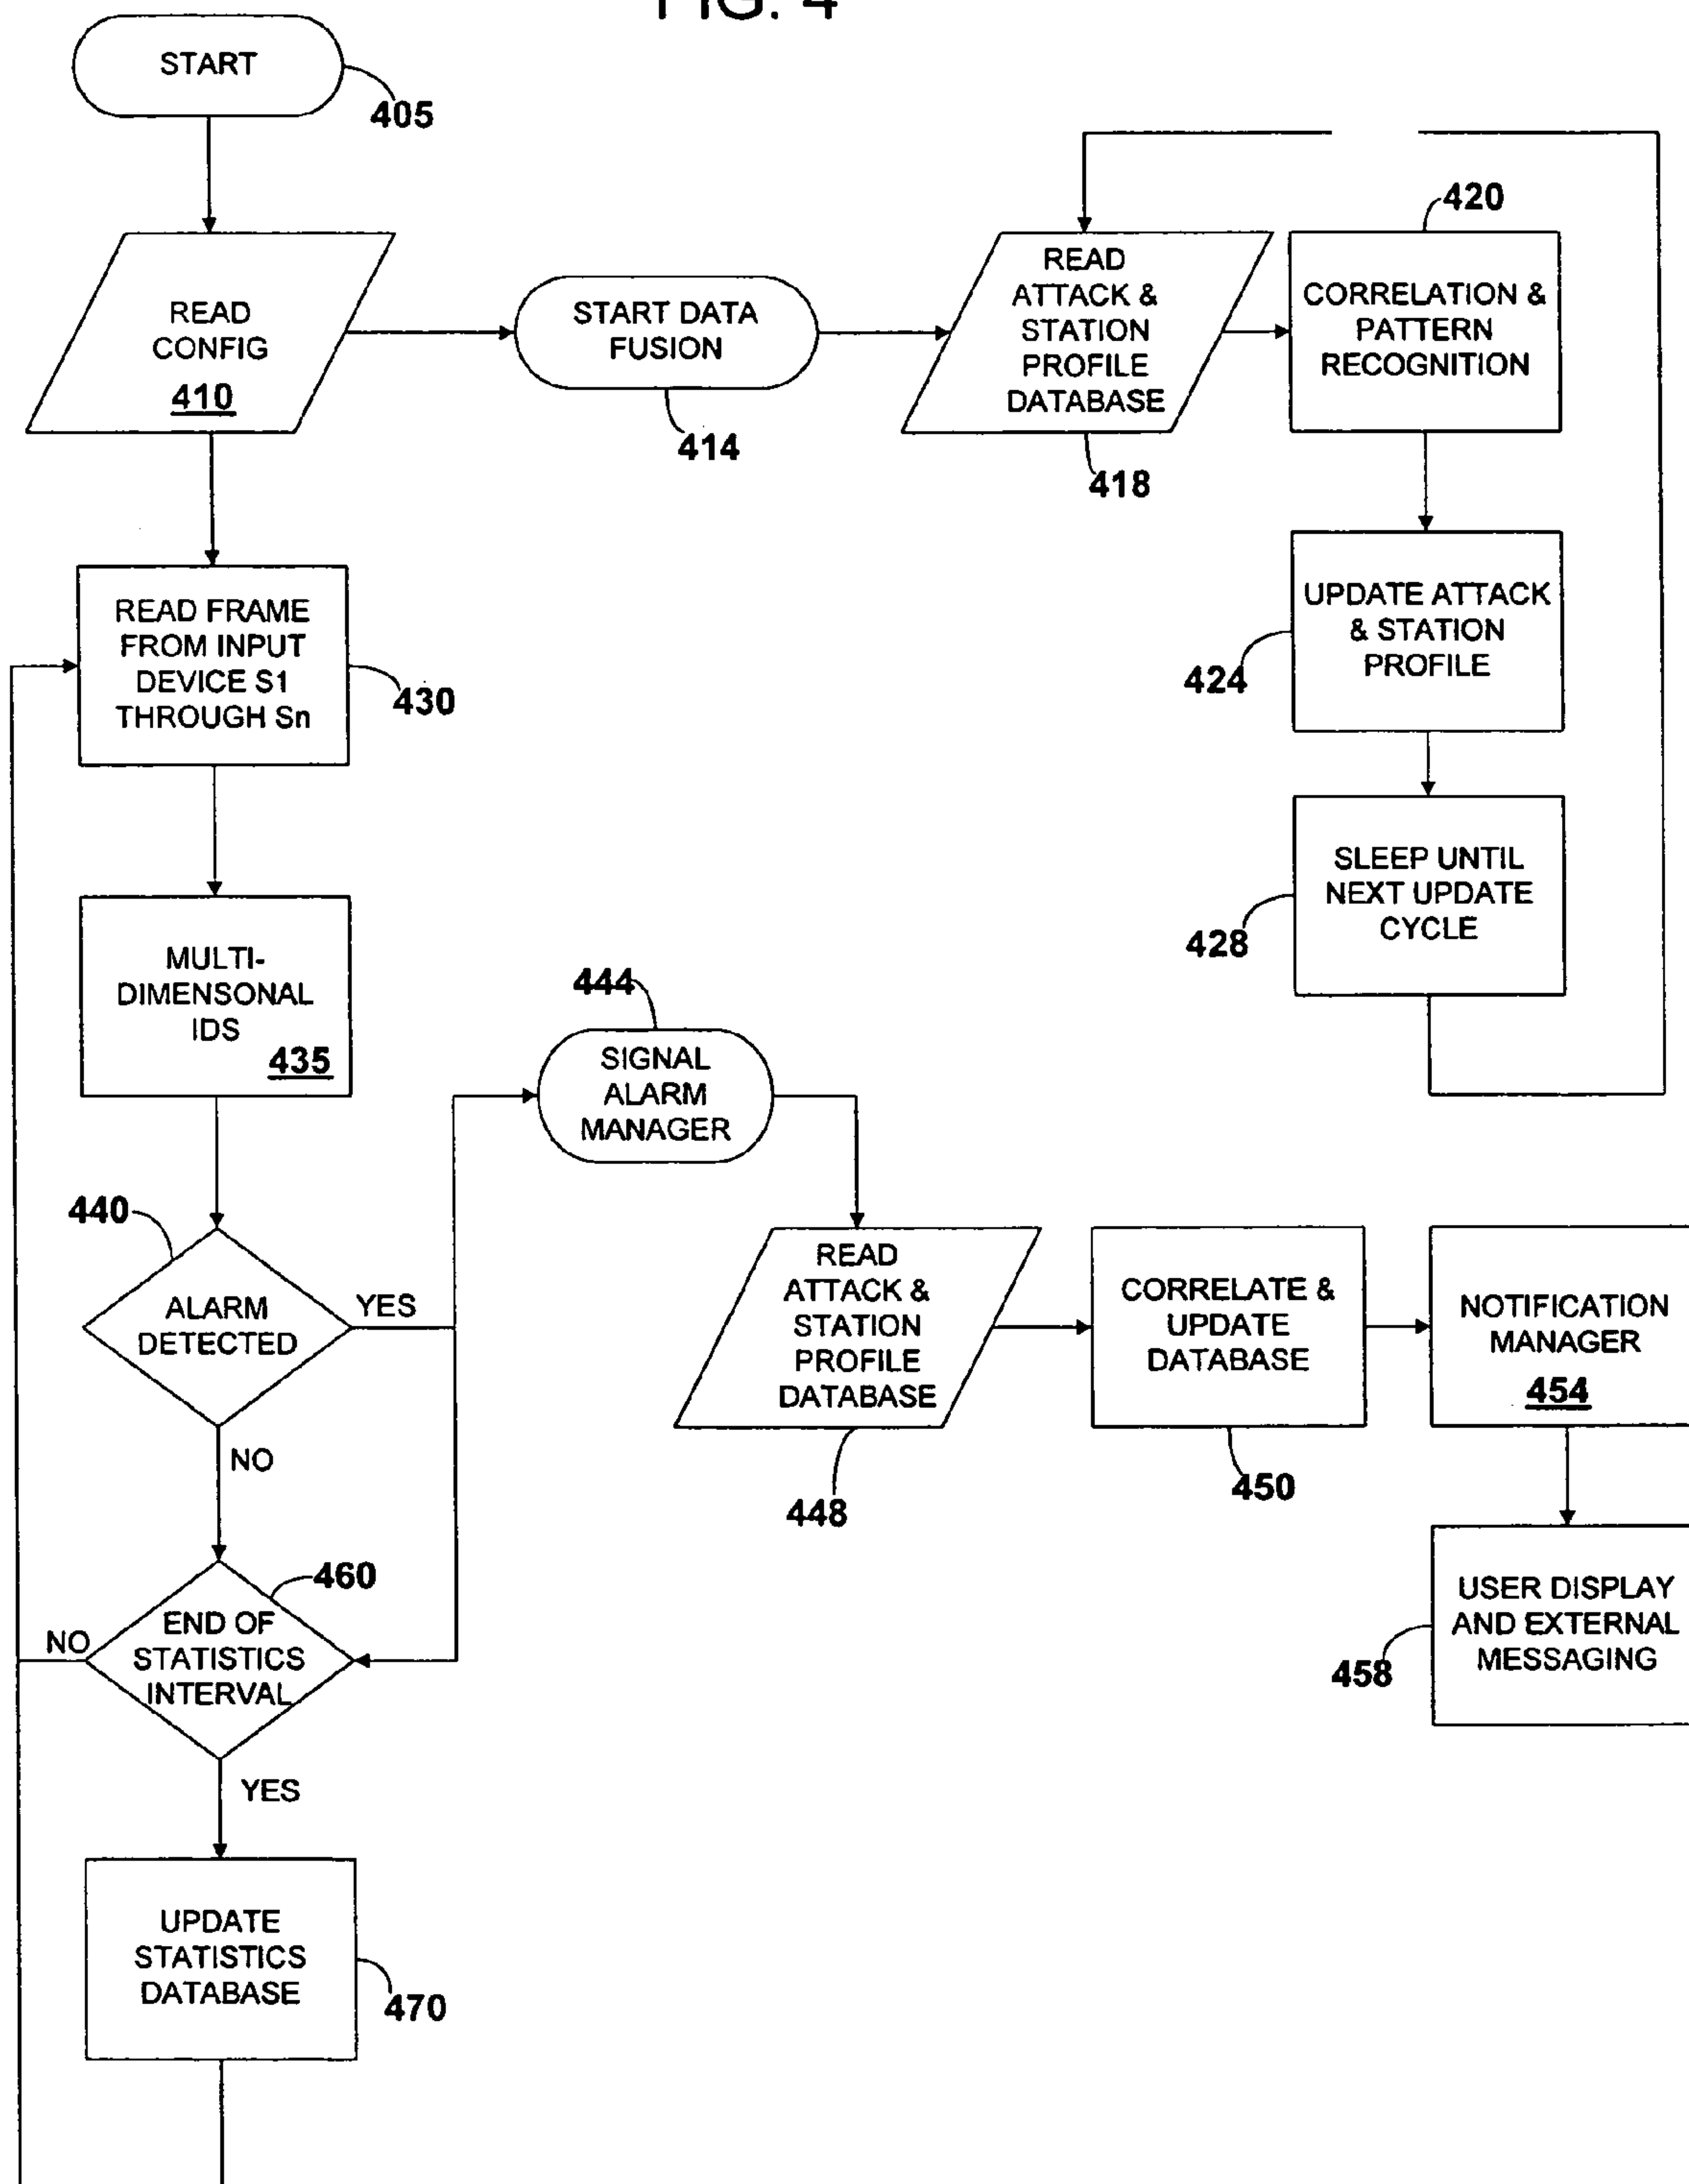 FIG. 4
START
405
READ
CONFIG
410
START DATA
FUSION
414
READ
ATTACK &
STATION
PROFILE
DATABASE
418
420
CORRELATION &
PATTERN
RECOGNITION
UPDATE ATTACK
& STATION
PROFILE
424
SLEEP UNTIL
NEXT UPDATE
CYCLE
428
READ FRAME
FROM INPUT
DEVICE S1
THROUGH Sn
430
MULTI-
DIMENSONAL
IDS
435
440
ALARM
DETECTED
YES
NO
444
SIGNAL
ALARM
MANAGER
READ
ATTACK &
STATION
PROFILE
DATABASE
448
CORRELATE &
UPDATE
DATABASE
450
NOTIFICATION
MANAGER
454
USER DISPLAY
AND EXTERNAL
MESSAGING
458
460
END OF
STATISTICS
INTERVAL
NO
YES
UPDATE
STATISTICS
DATABASE
470